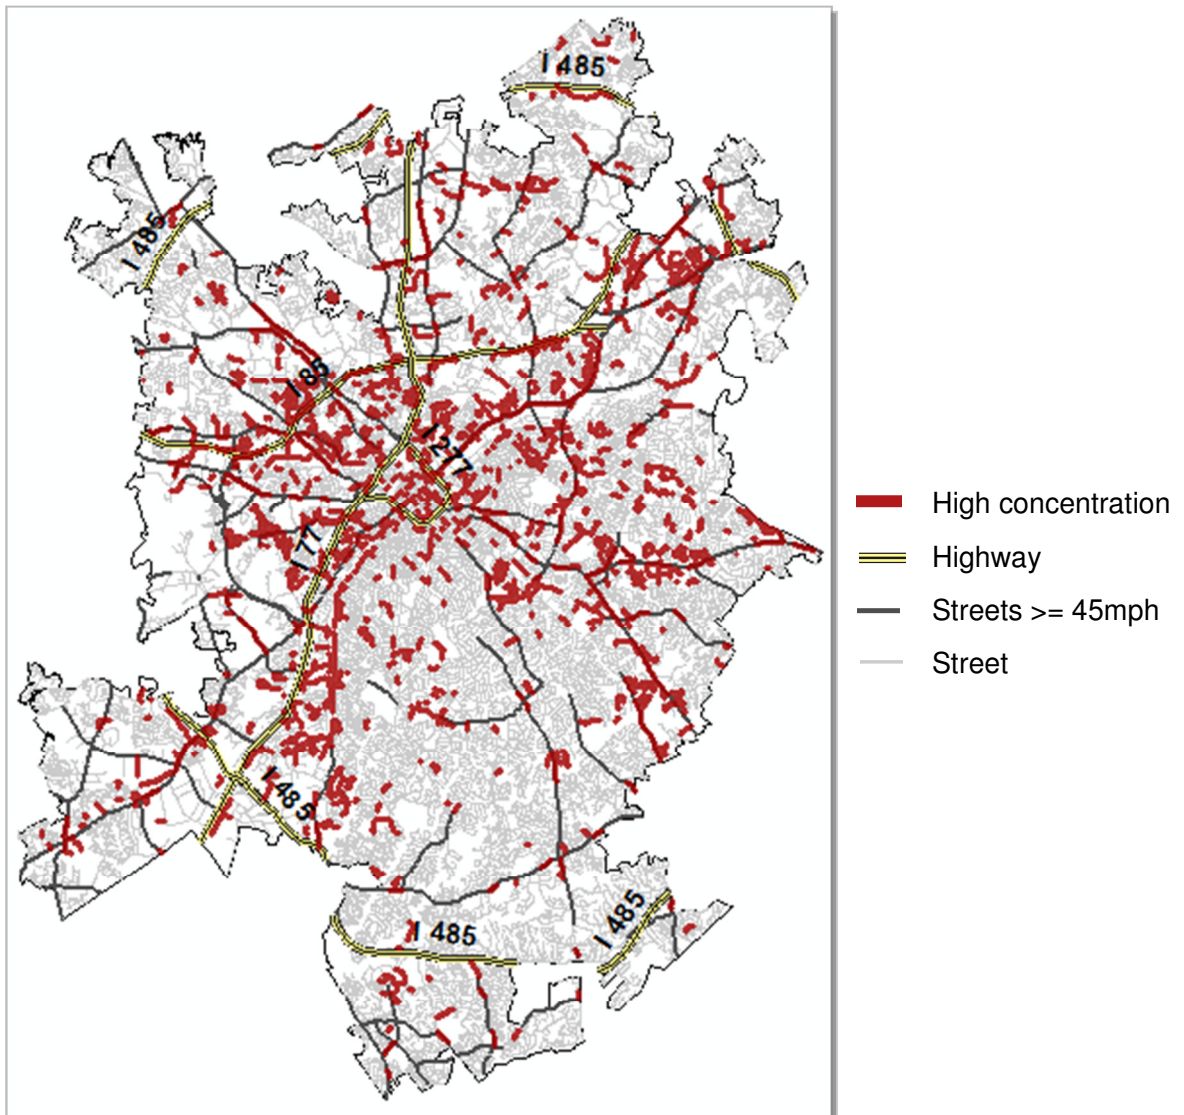 I 485
I 485
I 85
I 277
I 77
I 485
I 485
I 485
High concentration
Highway
Streets >= 45mph
Street